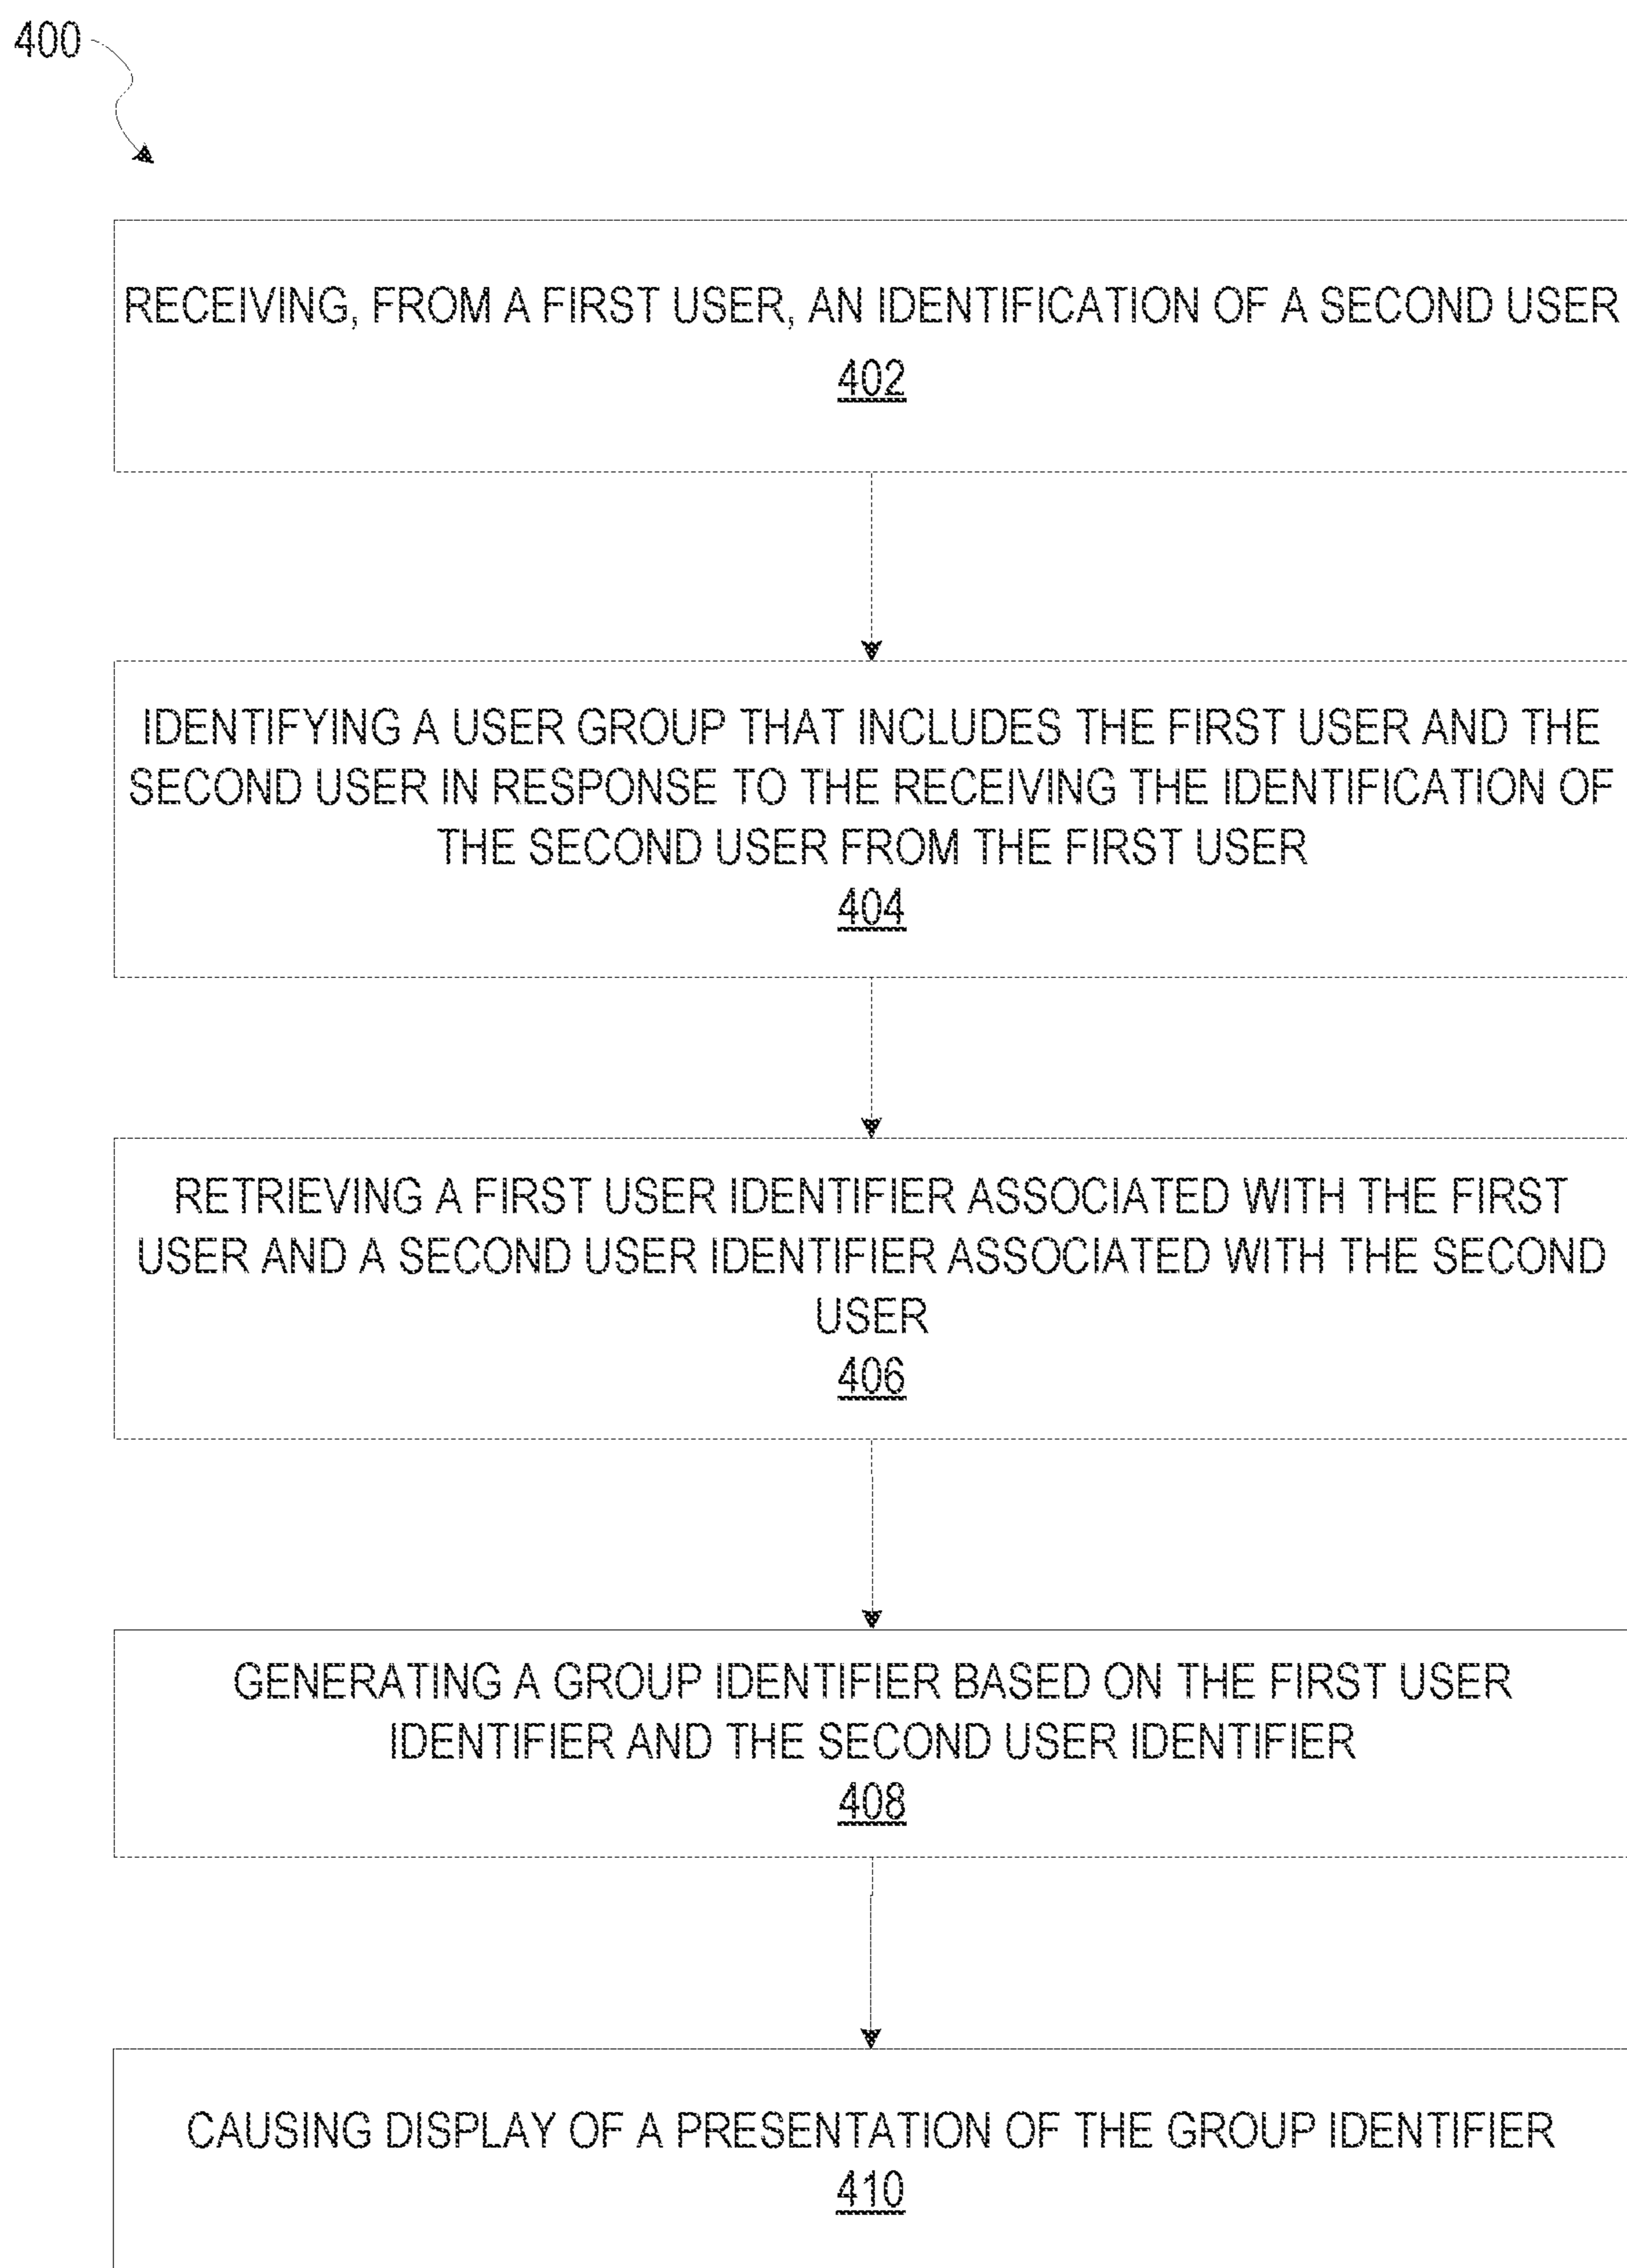 400
RECEIVING, FROM A FIRST USER, AN IDENTIFICATION OF A SECOND USER
402
IDENTIFYING A USER GROUP THAT INCLUDES THE FIRST USER AND THE
SECOND USER IN RESPONSE TO THE RECEIVING THE IDENTIFICATION OF
THE SECOND USER FROM THE FIRST USER
404
RETRIEVING A FIRST USER IDENTIFIER ASSOCIATED WITH THE FIRST
USER AND A SECOND USER IDENTIFIER ASSOCIATED WITH THE SECOND
USER
406
GENERATING A GROUP IDENTIFIER BASED ON THE FIRST USER
IDENTIFIER AND THE SECOND USER IDENTIFIER
408
CAUSING DISPLAY OF A PRESENTATION OF THE GROUP IDENTIFIER
410